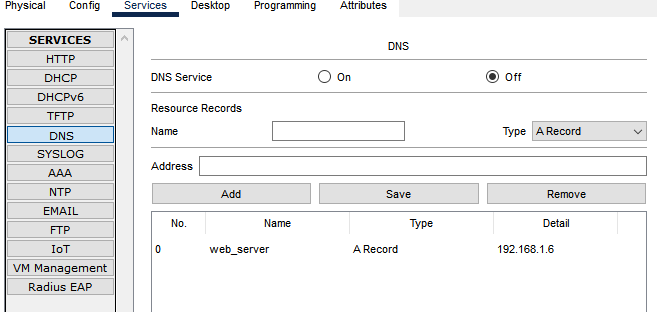 Physical Config Services Desktop Programming Attributes
SERVICES
HTTP
DHCP
DHCPv6
TFTP
DNS
SYSLOG
AAA
NTP
EMAIL
FTP
IoT
VM Management
Radius EAP
DNS
DNS Service On Off
Resource Records
Name Type A Record
Address
Add Save Remove
No. Name Type Detail
0 web_server A Record 192.168.1.6